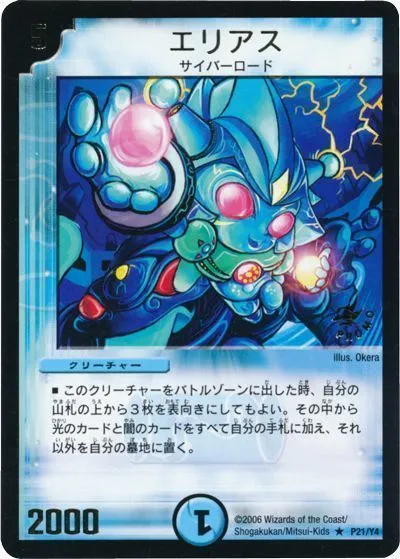 5
エリアス
サイバーロード
PROMO
illus. Okera
クリーチャー
■ このクリーチャーをバトルゾーンに出した時、自分の
山札の上から3枚を表向きにしてもよい。その中から
光のカードと闇のカードをすべて自分の手札に加え、それ
以外を自分の墓地に置く。
2000
1
©2006 Wizards of the Coast/
Shogakukan/Mitsui-Kids ★ P21/Y4